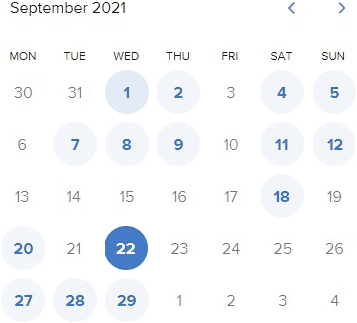 September 2021
MON TUE WED THU FRI SAT SUN
30 31 1 2 3 4 5
6 7 8 9 10 11 12
13 14 15 16 17 18 19
20 21 22 23 24 25 26
27 28 29 1 2 3 4